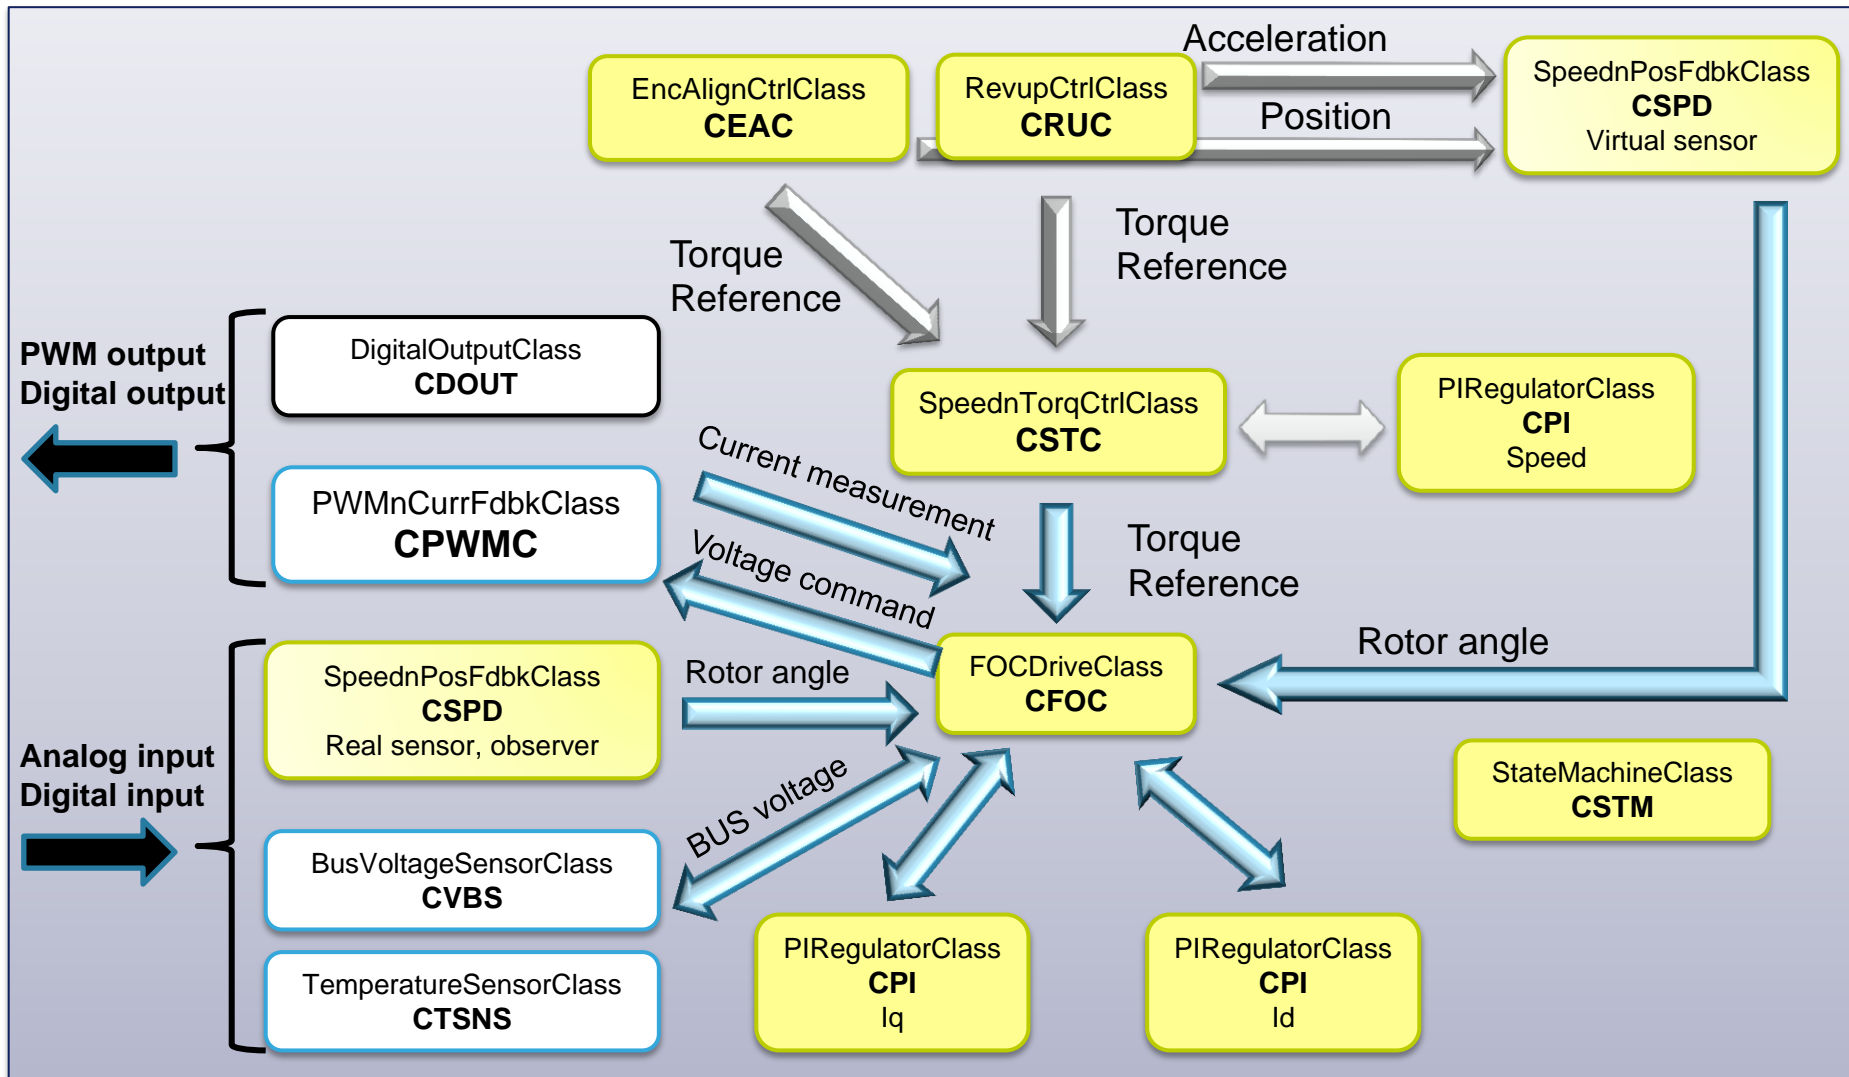 Acceleration
EncAlignCtrlClass
CEAC
RevupCtrlClass
CRUC
Position
SpeednPosFdbkClass
CSPD
Virtual sensor
Torque
Reference
Torque
Reference
PWM output
Digital output
DigitalOutputClass
CDOUT
SpeednTorqCtrlClass
CSTC
PIRegulatorClass
CPI
Speed
PWMnCurrFdbkClass
CPWMC
Current measurement
Voltage command
Torque
Reference
Analog input
Digital input
SpeednPosFdbkClass
CSPD
Real sensor, observer
Rotor angle
FOCDriveClass
CFOC
Rotor angle
StateMachineClass
CSTM
BusVoltageSensorClass
CVBS
BUS voltage
TemperatureSensorClass
CTSNS
PIRegulatorClass
CPI
Iq
PIRegulatorClass
CPI
Id